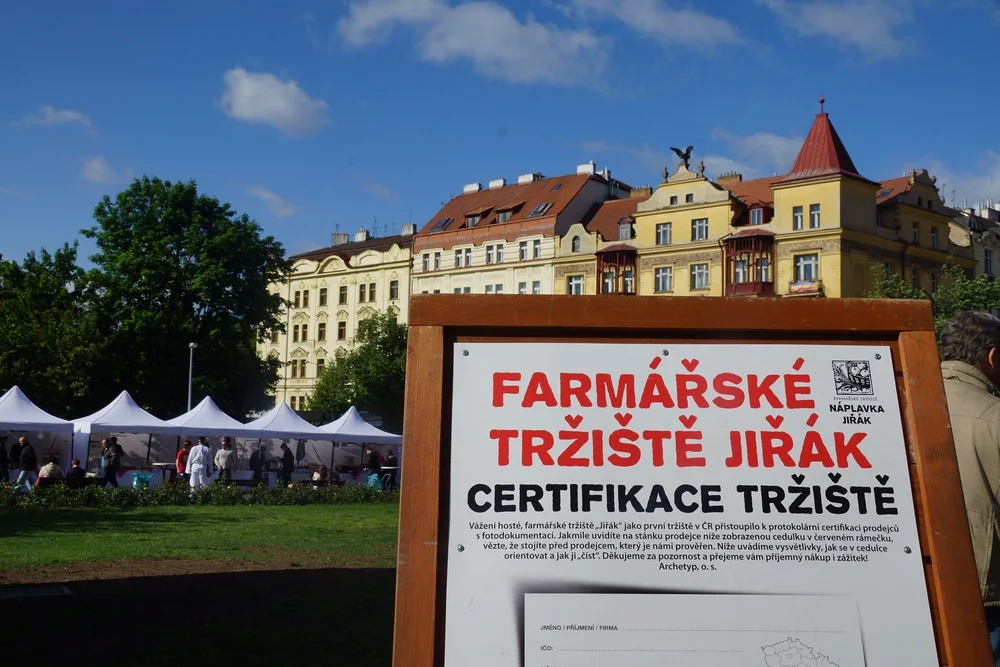 FARMÁŘSKÉ
TRŽIŠTĚ JIŘÁK
CERTIFIKACE TRŽIŠTĚ
FARMÁŘSKÉ TRŽIŠTĚ
NÁPLAVKA
JIŘÁK
Vážení hosté, farmářské tržiště „Jiřák" jako první tržiště v ČR přistoupilo k protokolární certifikaci prodejců
s fotodokumentací. Jakmile uvidíte na stánku prodejce níže zobrazenou cedulku v červeném rámečku,
vězte, že stojíte před prodejcem, který je námi prověřen. Níže uvádíme vysvětlivky, jak se v cedulce
orientovat a jak ji „číst". Děkujeme za pozornost a přejeme vám příjemný nákup i zážitek!
Archetyp, o. s.
JMÉNO / PŘÍJMENÍ / FIRMA
IČO: